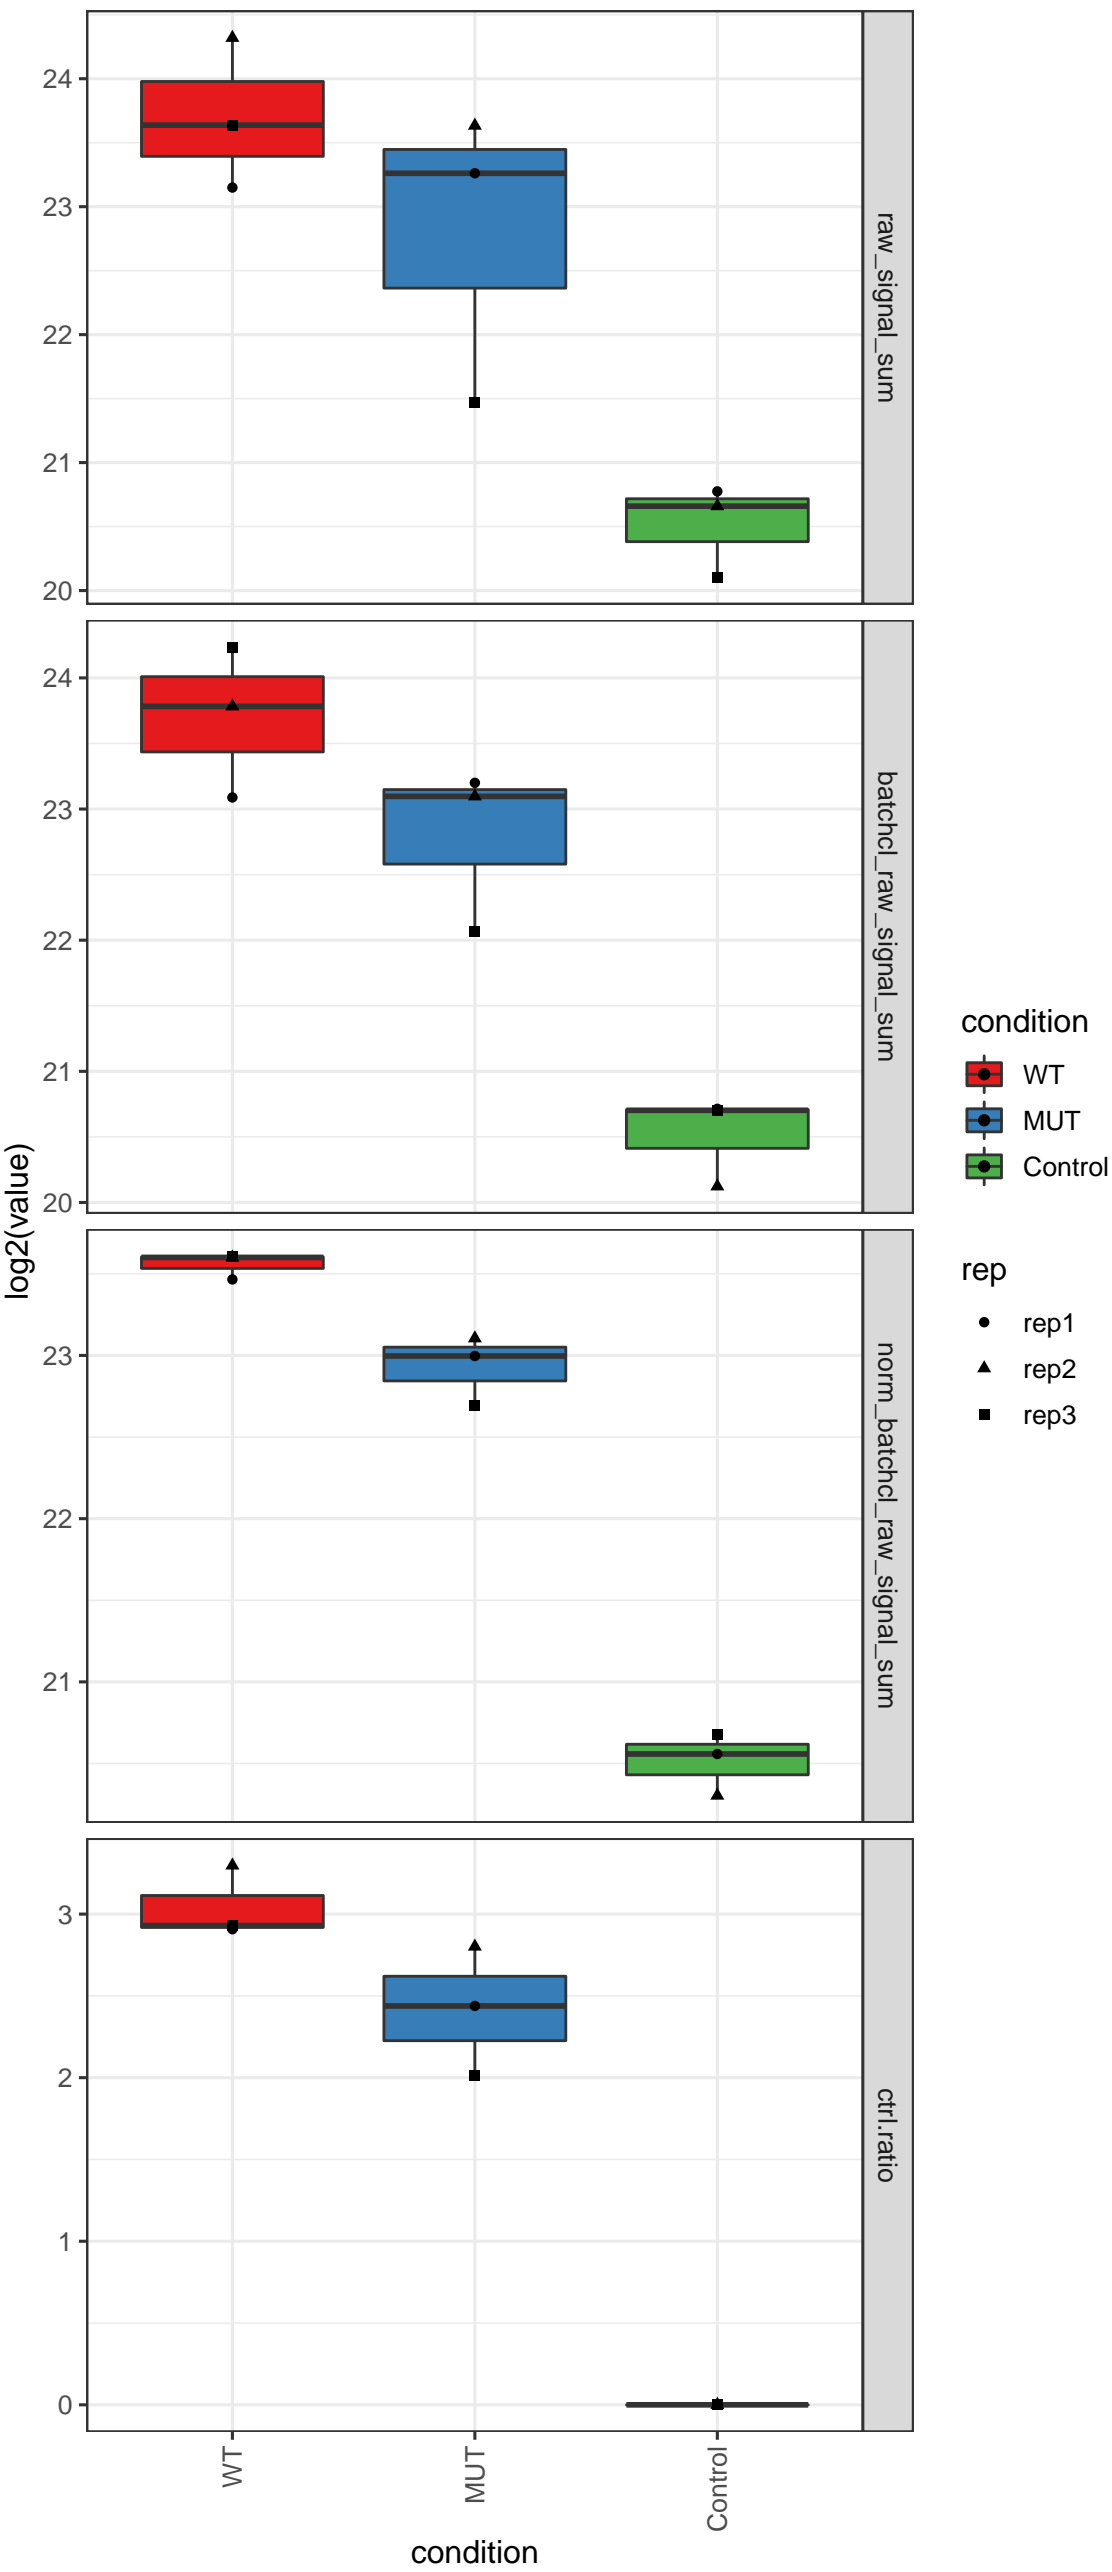 24
23
22
21
20
raw_signal_sum
24
23
22
21
20
batchcl_raw_signal_sum
23
22
21
norm_batchcl_raw_signal_sum
3
2
1
0
ctrl.ratio
log2(value)
WT
MUT
Control
condition
condition
WT
MUT
Control
rep
rep1
rep2
rep3